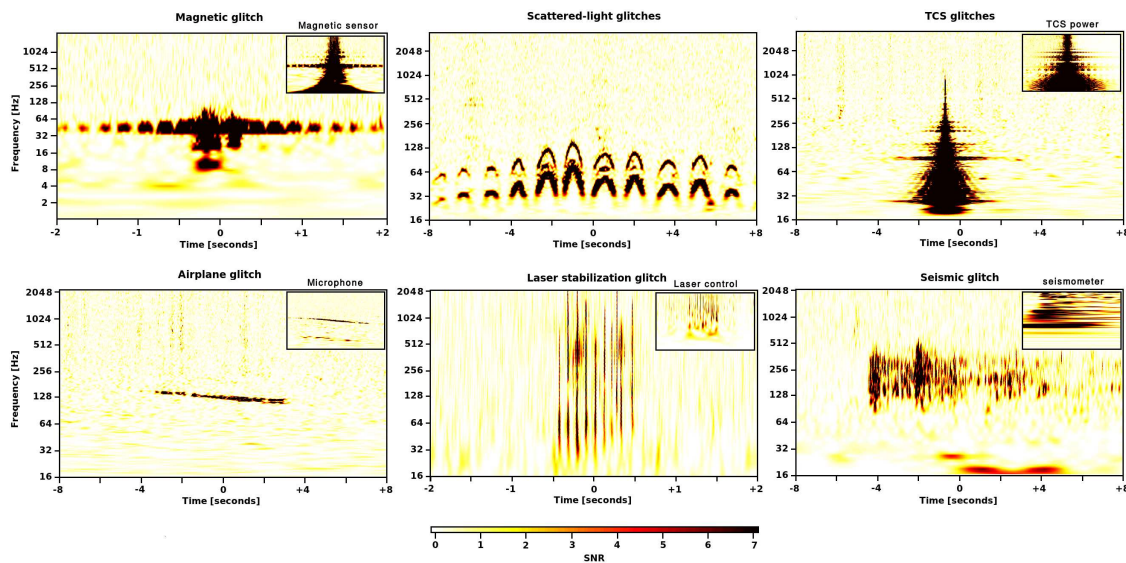 Magnetic glitch
Magnetic sensor
Frequency [Hz]
1024
512
256
128
64
32
16
8
4
2
-2 -1 0 +1 +2
Time [seconds]
Scattered-light glitches
2048
1024
512
256
128
64
32
16
-8 -4 0 +4 +8
Time [seconds]
TCS glitches
TCS power
2048
1024
512
256
128
64
32
16
-8 -4 0 +4 +8
Time [seconds]
Airplane glitch
Microphone
Frequency [Hz]
2048
1024
512
256
128
64
32
16
-8 -4 0 +4 +8
Time [seconds]
Laser stabilization glitch
Laser control
2048
1024
512
256
128
64
32
16
-2 -1 0 +1 +2
Time [seconds]
Seismic glitch
seismometer
2048
1024
512
256
128
64
32
16
-8 -4 0 +4 +8
Time [seconds]
0 1 2 3 4 5 6 7
SNR